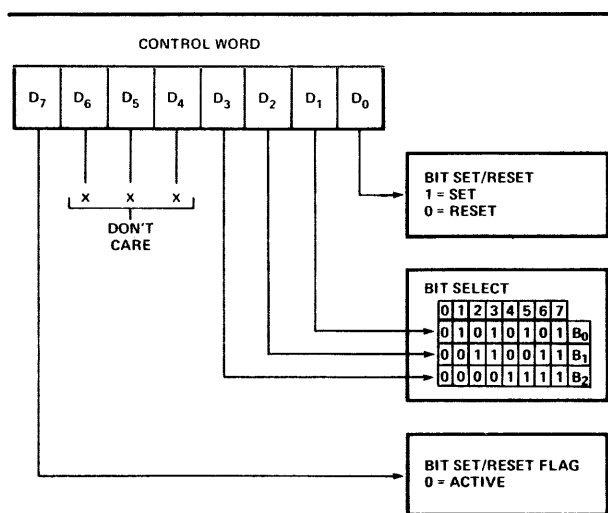 CONTROL WORD
D7 D6 D5 D4 D3 D2 D1 D0
X X X
DON'T
CARE
BIT SET/RESET
1 = SET
0 = RESET
BIT SELECT
0 1 2 3 4 5 6 7
0 1 0 1 0 1 0 1 B0
0 0 1 1 0 0 1 1 B1
0 0 0 0 1 1 1 1 B2
BIT SET/RESET FLAG
0 = ACTIVE